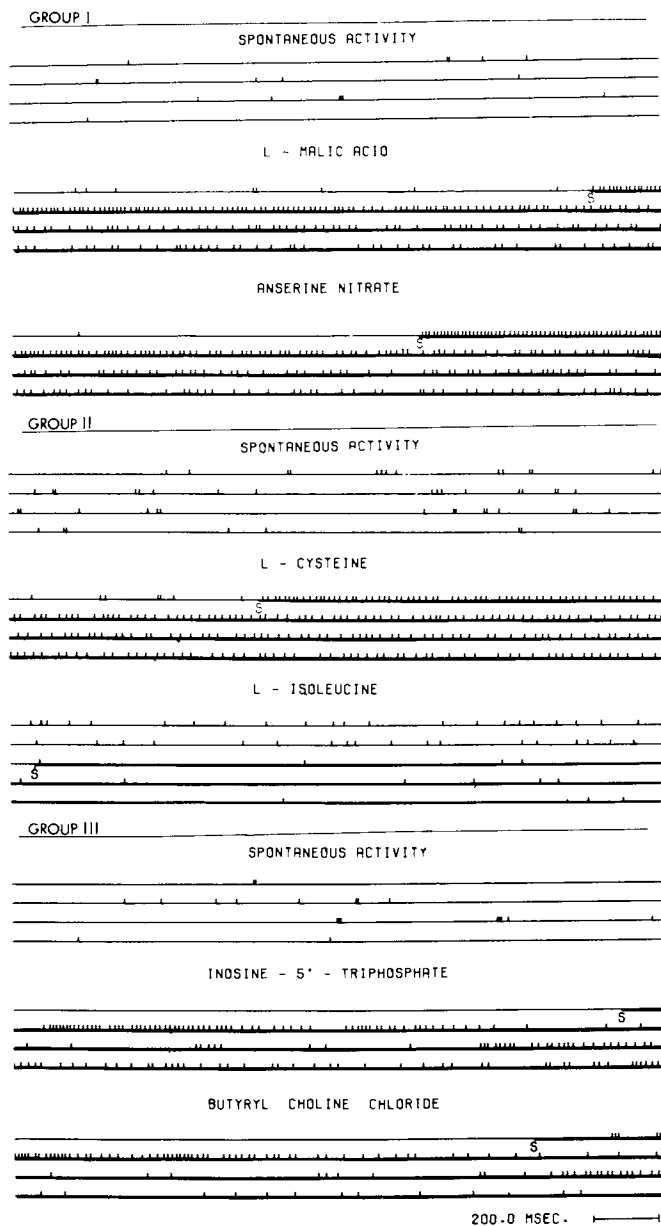 GROUP I
SPONTANEOUS ACTIVITY
L - MALIC ACID
S
ANSERINE NITRATE
S
GROUP II
SPONTANEOUS ACTIVITY
L - CYSTEINE
S
L - ISOLEUCINE
S
GROUP III
SPONTANEOUS ACTIVITY
INOSINE - 5' - TRIPHOSPHATE
S
BUTYRYL CHOLINE CHLORIDE
S
200.0 MSEC.